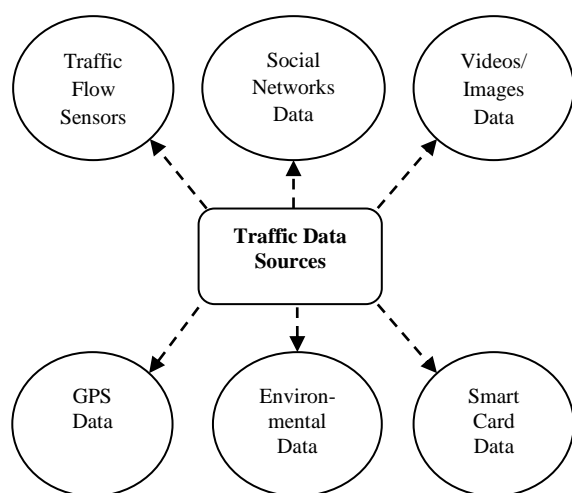 Traffic
Flow
Sensors
Social
Networks
Data
Videos/
Images
Data
Traffic Data
Sources
GPS
Data
Environ-
mental
Data
Smart
Card
Data